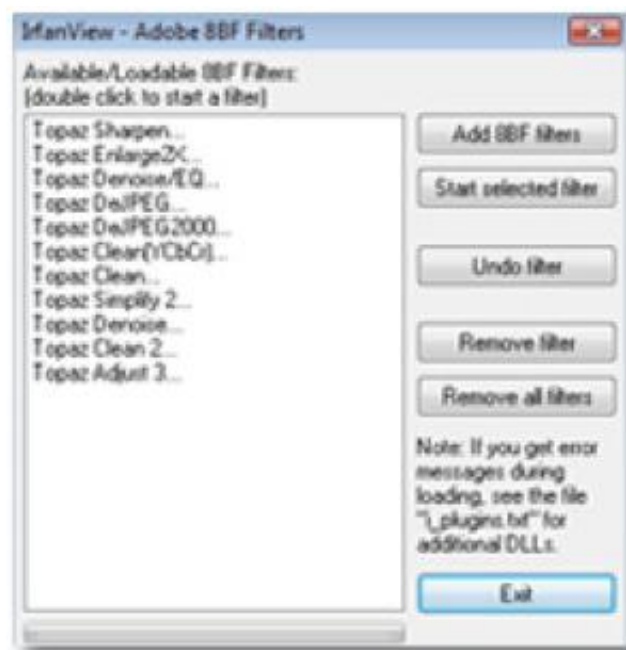 IrfanView - Adobe 8BF Filters
Available/Loadable 8BF Filters:
(double click to start a filter)
Topaz Sharpen...
Topaz Enlarge2X...
Topaz Denoise/EQ...
Topaz DeJPEG...
Topaz DeJPEG2000...
Topaz Clean(YCbCr)...
Topaz Clean...
Topaz Simplify 2...
Topaz Denoise...
Topaz Clean 2...
Topaz Adjust 3...
Add 8BF filters
Start selected filter
Undo filter
Remove filter
Remove all filters
Note: If you get error
messages during
loading, see the file
"i_plugins.txt" for
additional DLLs.
Exit